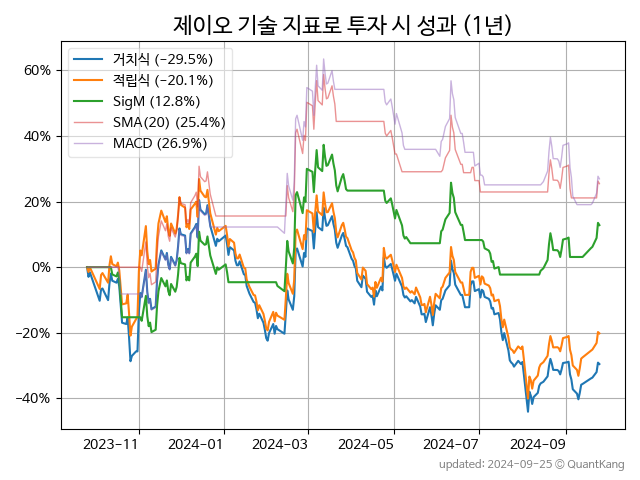 제이오 기술 지표로 투자 시 성과 (1년)
거치식 (-29.5%)
적립식 (-20.1%)
SigM (12.8%)
SMA(20) (25.4%)
MACD (26.9%)
60%
40%
20%
0%
-20%
-40%
2023-11 2024-01 2024-03 2024-05 2024-07 2024-09
updated: 2024-09-25 © QuantKang